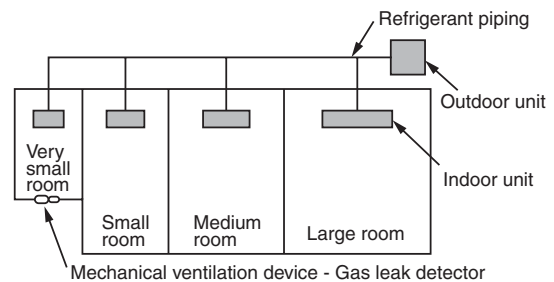 Refrigerant piping
Outdoor unit
Indoor unit
Very
small
room
Small
room
Medium
room
Large room
Mechanical ventilation device - Gas leak detector